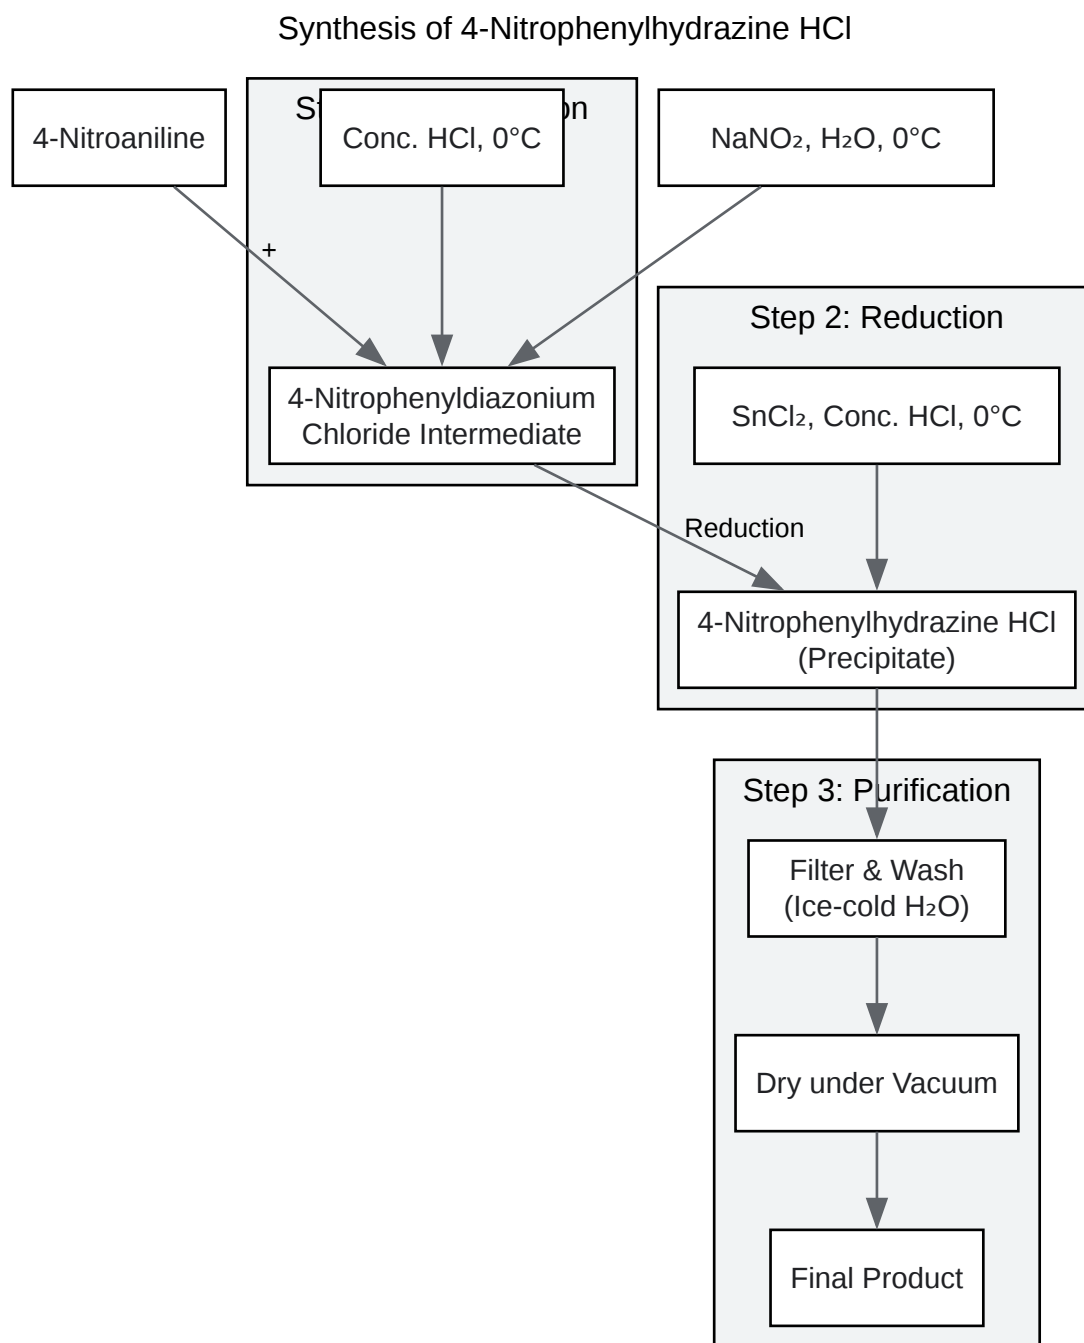 Synthesis of 4-Nitrophenylhydrazine HCl
4-Nitroaniline
Conc. HCl, 0°C
NaNO₂, H₂O, 0°C
+
4-Nitrophenyldiazonium
Chloride Intermediate
Step 2: Reduction
SnCl₂, Conc. HCl, 0°C
Reduction
4-Nitrophenylhydrazine HCl
(Precipitate)
Step 3: Purification
Filter & Wash
(Ice-cold H₂O)
Dry under Vacuum
Final Product